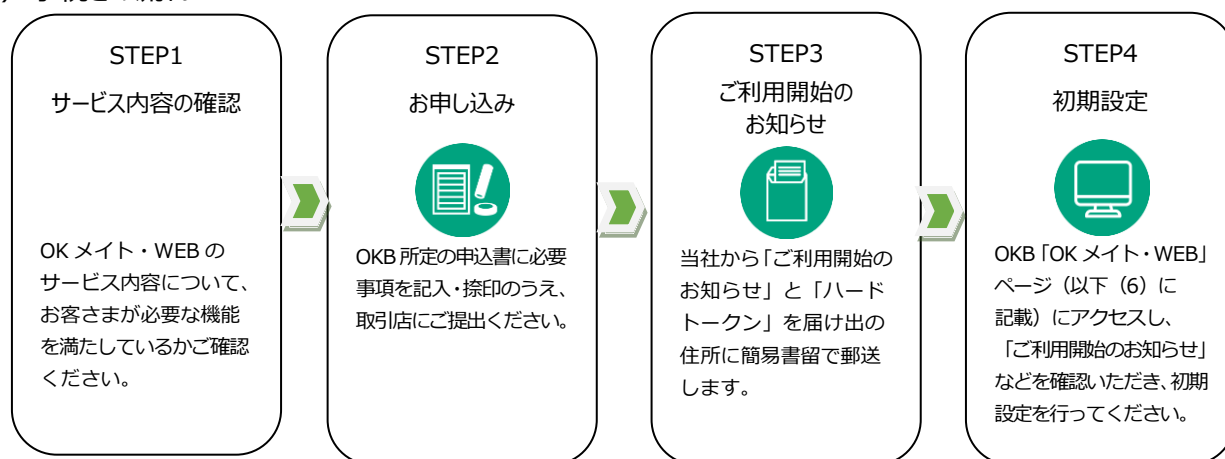 STEP1
サービス内容の確認
OK メイト・WEB の
サービス内容について、
お客さまが必要な機能
を満たしているかご確認
ください。
STEP2
お申し込み
OKB 所定の申込書に必要
事項を記入・捺印のうえ、
取引店にご提出ください。
STEP3
ご利用開始の
お知らせ
当社から「ご利用開始の
お知らせ」と「ハード
トークン」を届け出の
住所に簡易書留で郵送
します。
STEP4
初期設定
OKB「OK メイト・WEB」
ページ（以下（6）に
記載）にアクセスし、
「ご利用開始のお知らせ」
などを確認いただき、初期
設定を行ってください。